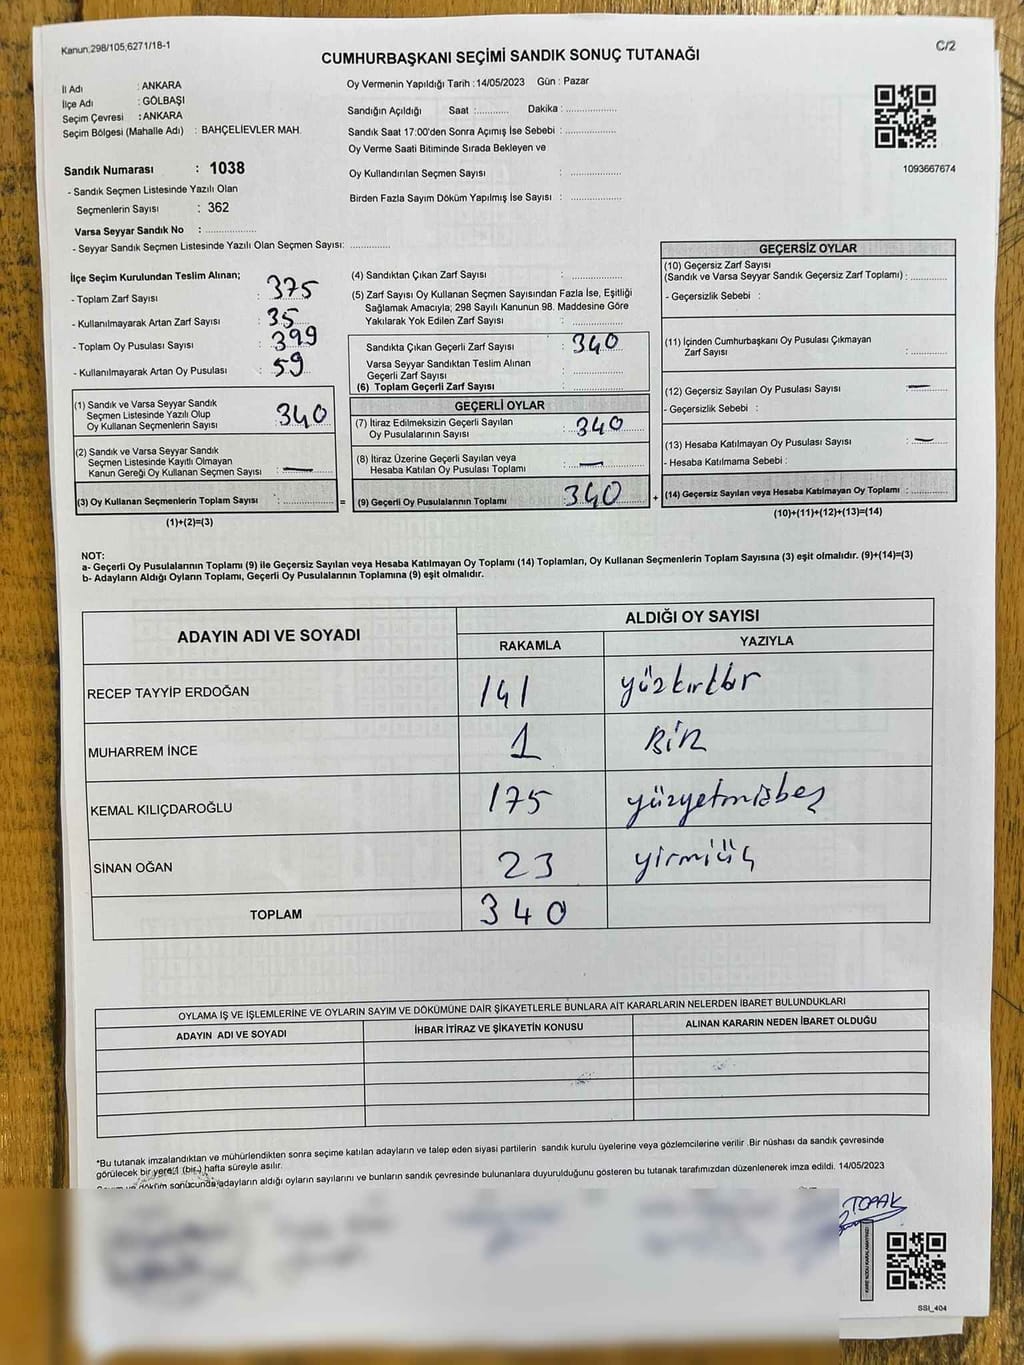 Kanun;298/105;6271/18-1
C/2
CUMHURBAŞKANI SEÇİMİ SANDIK SONUÇ TUTANAĞI
İl Adı : ANKARA
İlçe Adı : GÖLBAŞI
Seçim Çevresi : ANKARA
Seçim Bölgesi (Mahalle Adı) : BAHÇELİEVLER MAH.
Sandık Numarası : 1038
- Sandık Seçmen Listesinde Yazılı Olan
Seçmenlerin Sayısı : 362
Varsa Seyyar Sandık No : ....................
- Seyyar Sandık Seçmen Listesinde Yazılı Olan Seçmen Sayısı: ...............
Oy Vermenin Yapıldığı Tarih : 14/05/2023 Gün : Pazar
Sandığın Açıldığı Saat :............ Dakika : ..................
Sandık Saat 17:00'den Sonra Açımış İse Sebebi : ..................
Oy Verme Saati Bitiminde Sırada Bekleyen ve
Oy Kullandırılan Seçmen Sayısı : ..................
Birden Fazla Sayım Döküm Yapılmış İse Sayısı : ..................
1093667674
İlçe Seçim Kurulundan Teslim Alınan;
- Toplam Zarf Sayısı : 375
- Kullanılmayarak Artan Zarf Sayısı : 35
- Toplam Oy Pusulası Sayısı : 399
- Kullanılmayarak Artan Oy Pusulası : 59
(1) Sandık ve Varsa Seyyar Sandık
Seçmen Listesinde Yazılı Olup
Oy Kullanan Seçmenlerin Sayısı : 340
(2) Sandık ve Varsa Seyyar Sandık
Seçmen Listesinde Kayıtlı Olmayan
Kanun Gereği Oy Kullanan Seçmen Sayısı : —
(3) Oy Kullanan Seçmenlerin Toplam Sayısı : ............... =
(1)+(2)=(3)
(4) Sandıktan Çıkan Zarf Sayısı : ..................
(5) Zarf Sayısı Oy Kullanan Seçmen Sayısından Fazla İse, Eşitliği
Sağlamak Amacıyla; 298 Sayılı Kanunun 98. Maddesine Göre
Yakılarak Yok Edilen Zarf Sayısı : ..................
Sandıkta Çıkan Geçerli Zarf Sayısı : 340
Varsa Seyyar Sandıktan Teslim Alınan
Geçerli Zarf Sayısı : ..................
(6) Toplam Geçerli Zarf Sayısı : ..................
GEÇERLİ OYLAR
(7) İtiraz Edilmeksizin Geçerli Sayılan
Oy Pusulalarının Sayısı : 340
(8) İtiraz Üzerine Geçerli Sayılan veya
Hesaba Katılan Oy Pusulası Toplamı : —
(9) Geçerli Oy Pusulalarının Toplamı : 340 +
GEÇERSİZ OYLAR
(10) Geçersiz Zarf Sayısı
(Sandık ve Varsa Seyyar Sandık Geçersiz Zarf Toplamı) : ............
- Geçersizlik Sebebi :
(11) İçinden Cumhurbaşkanı Oy Pusulası Çıkmayan
Zarf Sayısı : ............
(12) Geçersiz Sayılan Oy Pusulası Sayısı : —
- Geçersizlik Sebebi :
(13) Hesaba Katılmayan Oy Pusulası Sayısı : —
- Hesaba Katılmama Sebebi :
(14) Geçersiz Sayılan veya Hesaba Katılmayan Oy Toplamı : ............
(10)+(11)+(12)+(13)=(14)
NOT:
a- Geçerli Oy Pusulalarının Toplamı (9) ile Geçersiz Sayılan veya Hesaba Katılmayan Oy Toplamı (14) Toplamları, Oy Kullanan Seçmenlerin Toplam Sayısına (3) eşit olmalıdır. (9)+(14)=(3)
b- Adayların Aldığı Oyların Toplamı, Geçerli Oy Pusulalarının Toplamına (9) eşit olmalıdır.
ADAYIN ADI VE SOYADI ALDIĞI OY SAYISI
RAKAMLA YAZIYLA
RECEP TAYYİP ERDOĞAN 141 yüzkırkbir
MUHARREM İNCE 1 BİR
KEMAL KILIÇDAROĞLU 175 yüzyetmişbeş
SİNAN OĞAN 23 yirmiüç
TOPLAM 340
OYLAMA İŞ VE İŞLEMLERİNE VE OYLARIN SAYIM VE DÖKÜMÜNE DAİR ŞİKAYETLERLE BUNLARA AİT KARARLARIN NELERDEN İBARET BULUNDUKLARI
ADAYIN ADI VE SOYADI İHBAR İTİRAZ VE ŞİKAYETİN KONUSU ALINAN KARARIN NEDEN İBARET OLDUĞU
*Bu tutanak imzalandıktan ve mühürlendikten sonra seçime katılan adayların ve talep eden siyasi partilerin sandık kurulu üyelerine veya gözlemcilerine verilir .Bir nüshası da sandık çevresinde
görülecek bir yere 1 (bir) hafta süreyle asılır.
Sayım ve döküm sonucunda adayların aldığı oyların sayılarını ve bunların sandık çevresinde bulunanlara duyurulduğunu gösteren bu tutanak tarafımızdan düzenlenerek imza edildi. 14/05/2023
TOPAK
SSI_404